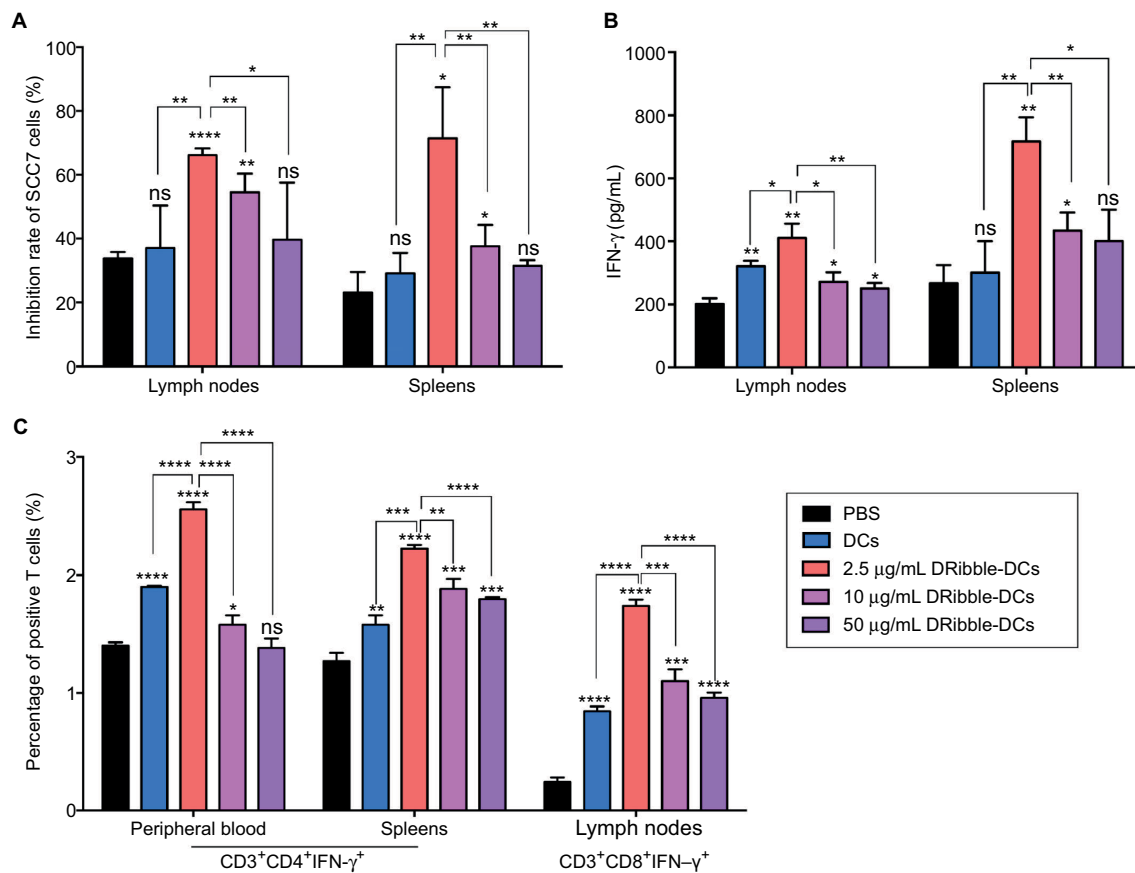 A
Inhibition rate of SCC7 cells (%)
100
80
60
40
20
0
ns
**
****
**
**
*
ns
ns
**
*
**
*
**
ns
Lymph nodes
Spleens
B
IFN-γ (pg/mL)
1000
800
600
400
200
0
**
*
**
*
*
**
*
ns
**
**
**
*
*
ns
Lymph nodes
Spleens
C
Percentage of positive T cells (%)
3
2
1
0
****
****
****
****
*
****
ns
**
***
****
**
***
****
***
****
****
****
***
***
****
****
Peripheral blood
Spleens
Lymph nodes
CD3+CD4+IFN-γ+
CD3+CD8+IFN–γ+
PBS
DCs
2.5 µg/mL DRibble-DCs
10 µg/mL DRibble-DCs
50 µg/mL DRibble-DCs